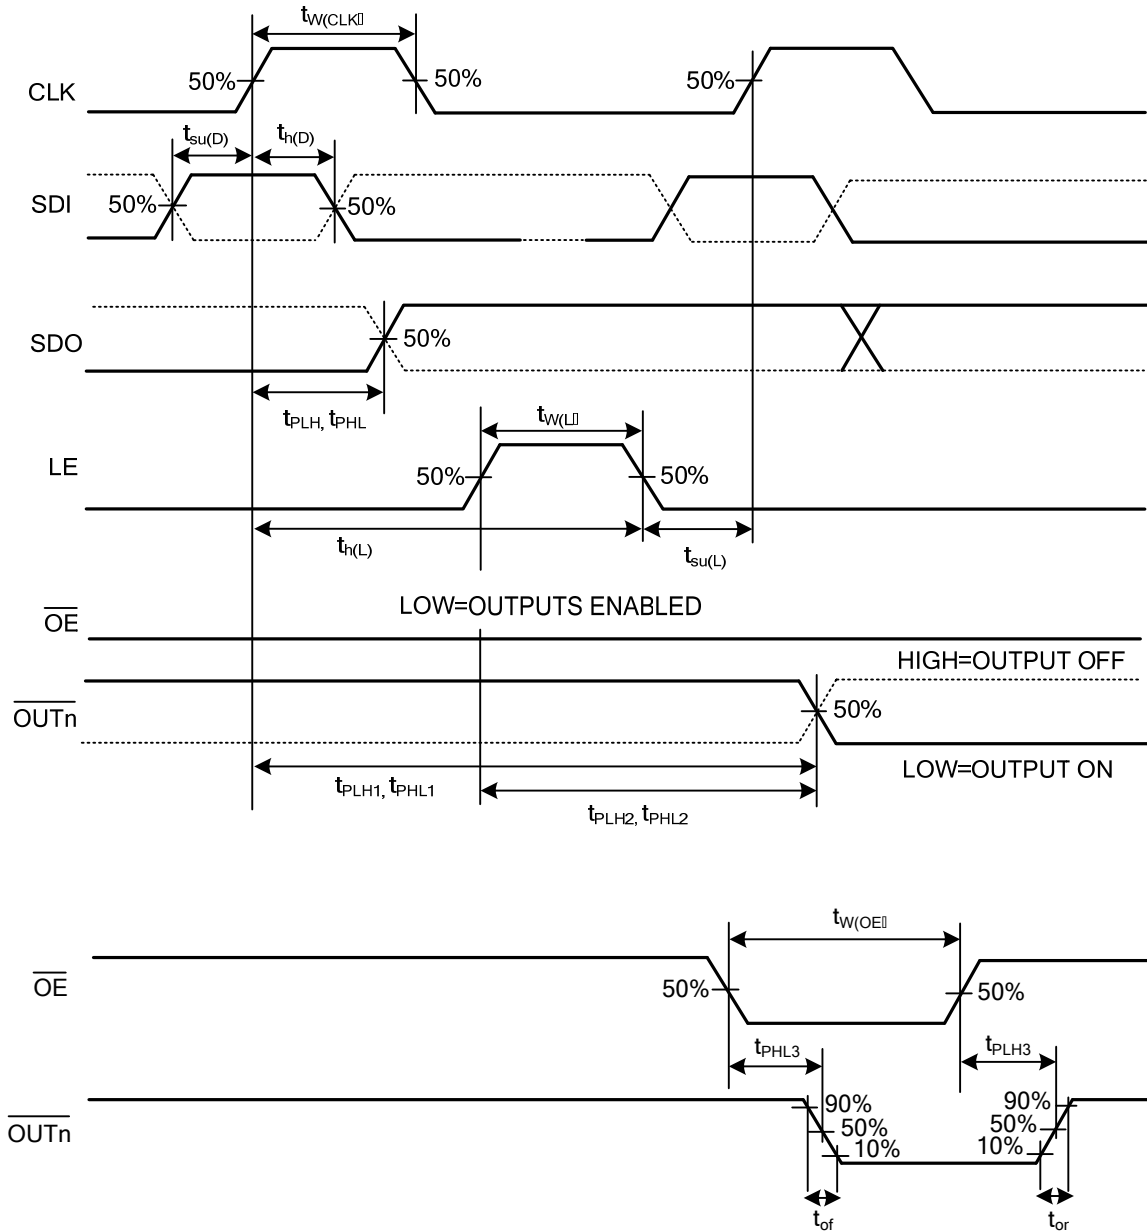 tW(CLK
50%
50%
50%
CLK
tsu(D)
th(D)
SDI
50%
50%
SDO
50%
tPLH, tPHL
tW(L
LE
50%
50%
th(L)
tsu(L)
LOW=OUTPUTS ENABLED
OE
HIGH=OUTPUT OFF
OUTn
50%
LOW=OUTPUT ON
tPLH1, tPHL1
tPLH2, tPHL2
tW(OE
OE
50%
50%
tPHL3
tPLH3
90%
90%
OUTn
50%
50%
10%
10%
tof
tor